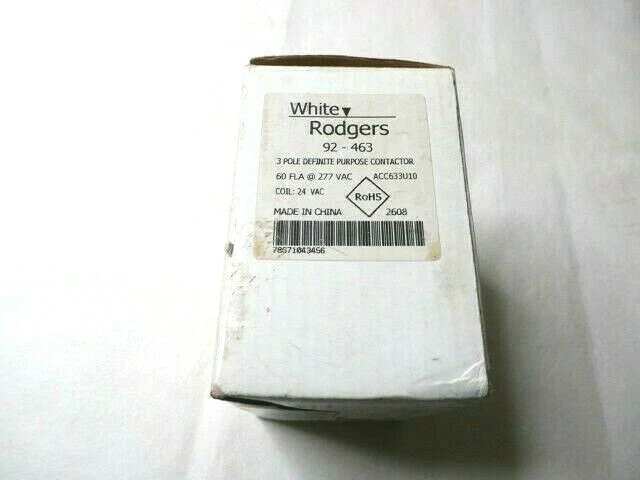 White
Rodgers
92 - 463
3 POLE DEFINITE PURPOSE CONTACTOR
60 FLA @ 277 VAC ACC633U10
COIL: 24 VAC
RoHS
MADE IN CHINA 2608
78571043456